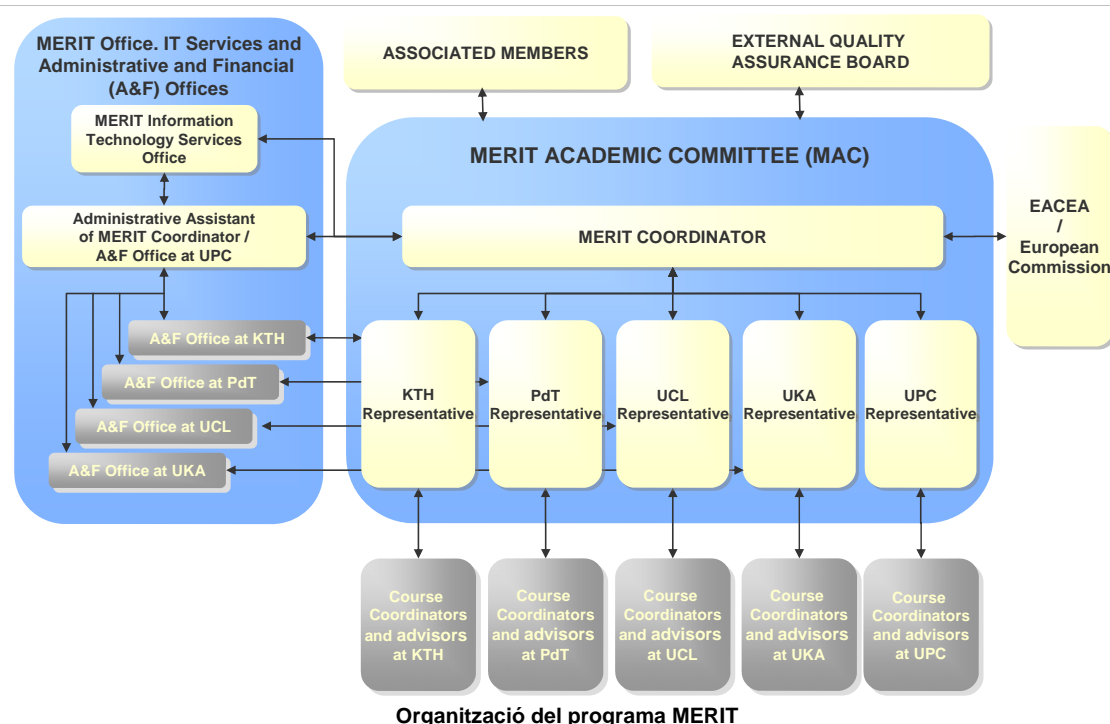 MERIT Office. IT Services and
Administrative and Financial
(A&F) Offices
ASSOCIATED MEMBERS
EXTERNAL QUALITY
ASSURANCE BOARD
MERIT Information
Technology Services
Office
MERIT ACADEMIC COMMITTEE (MAC)
Administrative Assistant
of MERIT Coordinator /
A&F Office at UPC
MERIT COORDINATOR
EACEA
/
European
Commission
A&F Office at KTH
A&F Office at PdT
A&F Office at UCL
A&F Office at UKA
KTH
Representative
PdT
Representative
UCL
Representative
UKA
Representative
UPC
Representative
Course
Coordinators
and advisors
at KTH
Course
Coordinators
and advisors
at PdT
Course
Coordinators
and advisors
at UCL
Course
Coordinators
and advisors
at UKA
Course
Coordinators
and advisors
at UPC
Organització del programa MERIT